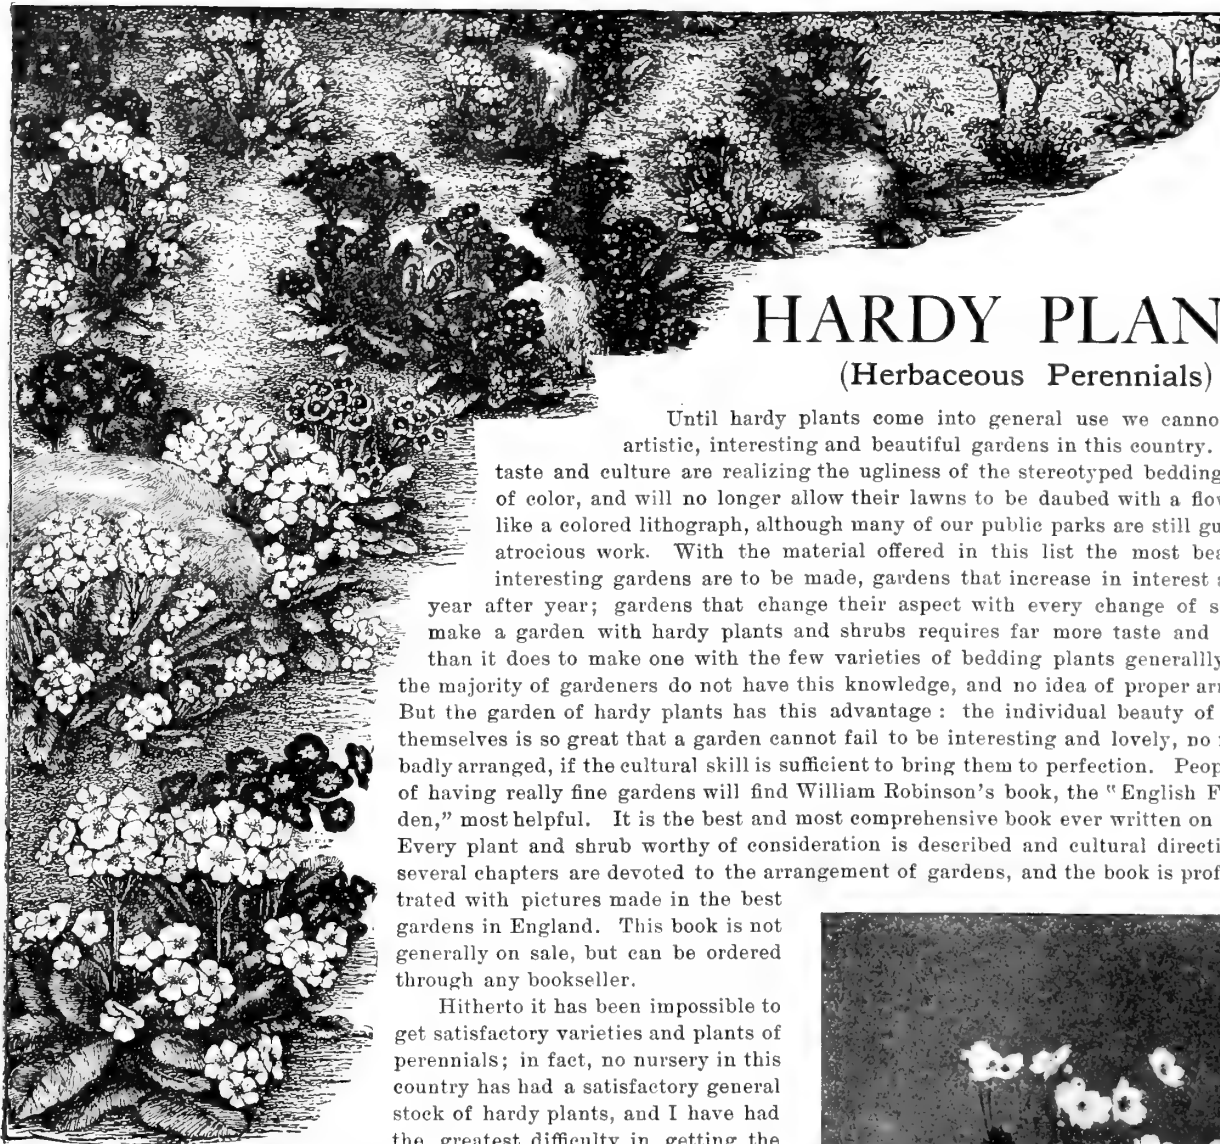 HARDY PLAN
(Herbaceous Perennials)
Until hardy plants come into general use we canno
artistic, interesting and beautiful gardens in this country.
taste and culture are realizing the ugliness of the stereotyped bedding
of color, and will no longer allow their lawns to be daubed with a flo
like a colored lithograph, although many of our public parks are still gu
atrocious work. With the material offered in this list the most bea
interesting gardens are to be made, gardens that increase in interest a
year after year; gardens that change their aspect with every change of s
make a garden with hardy plants and shrubs requires far more taste and
than it does to make one with the few varieties of bedding plants generallly
the majority of gardeners do not have this knowledge, and no idea of proper arr
But the garden of hardy plants has this advantage : the individual beauty of
themselves is so great that a garden cannot fail to be interesting and lovely, no
badly arranged, if the cultural skill is sufficient to bring them to perfection. Peop
of having really fine gardens will find William Robinson's book, the "English F
den," most helpful. It is the best and most comprehensive book ever written on
Every plant and shrub worthy of consideration is described and cultural directi
several chapters are devoted to the arrangement of gardens, and the book is prof
trated with pictures made in the best
gardens in England. This book is not
generally on sale, but can be ordered
through any bookseller.
Hitherto it has been impossible to
get satisfactory varieties and plants of
perennials; in fact, no nursery in this
country has had a satisfactory general
stock of hardy plants, and I have had
the greatest difficulty in getting the